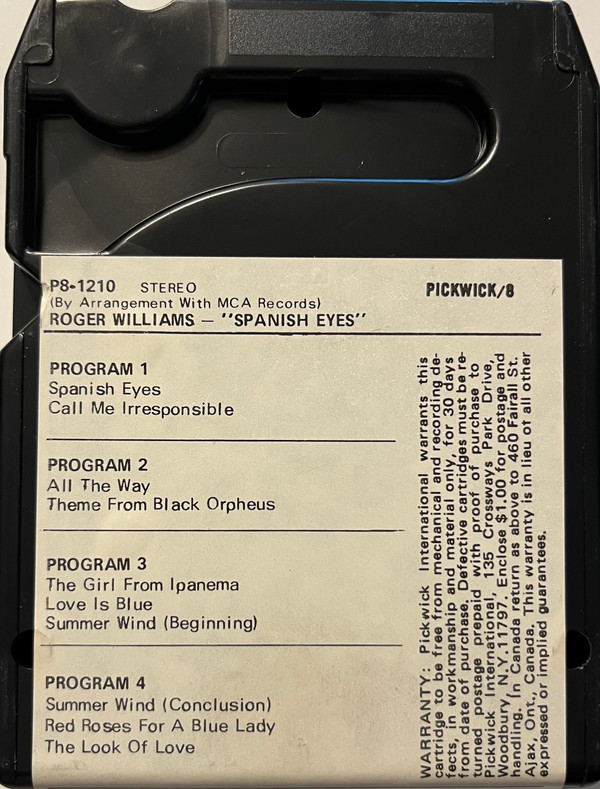 P8-1210 STEREO PICKWICK/8
(By Arrangement With MCA Records)
ROGER WILLIAMS — "SPANISH EYES"
PROGRAM 1
Spanish Eyes
Call Me Irresponsible
PROGRAM 2
All The Way
Theme From Black Orpheus
PROGRAM 3
The Girl From Ipanema
Love Is Blue
Summer Wind (Beginning)
PROGRAM 4
Summer Wind (Conclusion)
Red Roses For A Blue Lady
The Look Of Love
WARRANTY: Pickwick International warrants this
cartridge to be free from mechanical and recording de-
fects, in workmanship and material only, for 30 days
from date of purchase. Defective cartridges must be re-
turned postage prepaid with proof of purchase to
Pickwick International, 135 Crossways Park Drive,
Woodbury, N.Y. 11797. Enclose $1.00 for postage and
handling. In Canada return as above to 460 Fairall St.
Ajax, Ont., Canada. This warranty is in lieu of all other
expressed or implied guarantees.